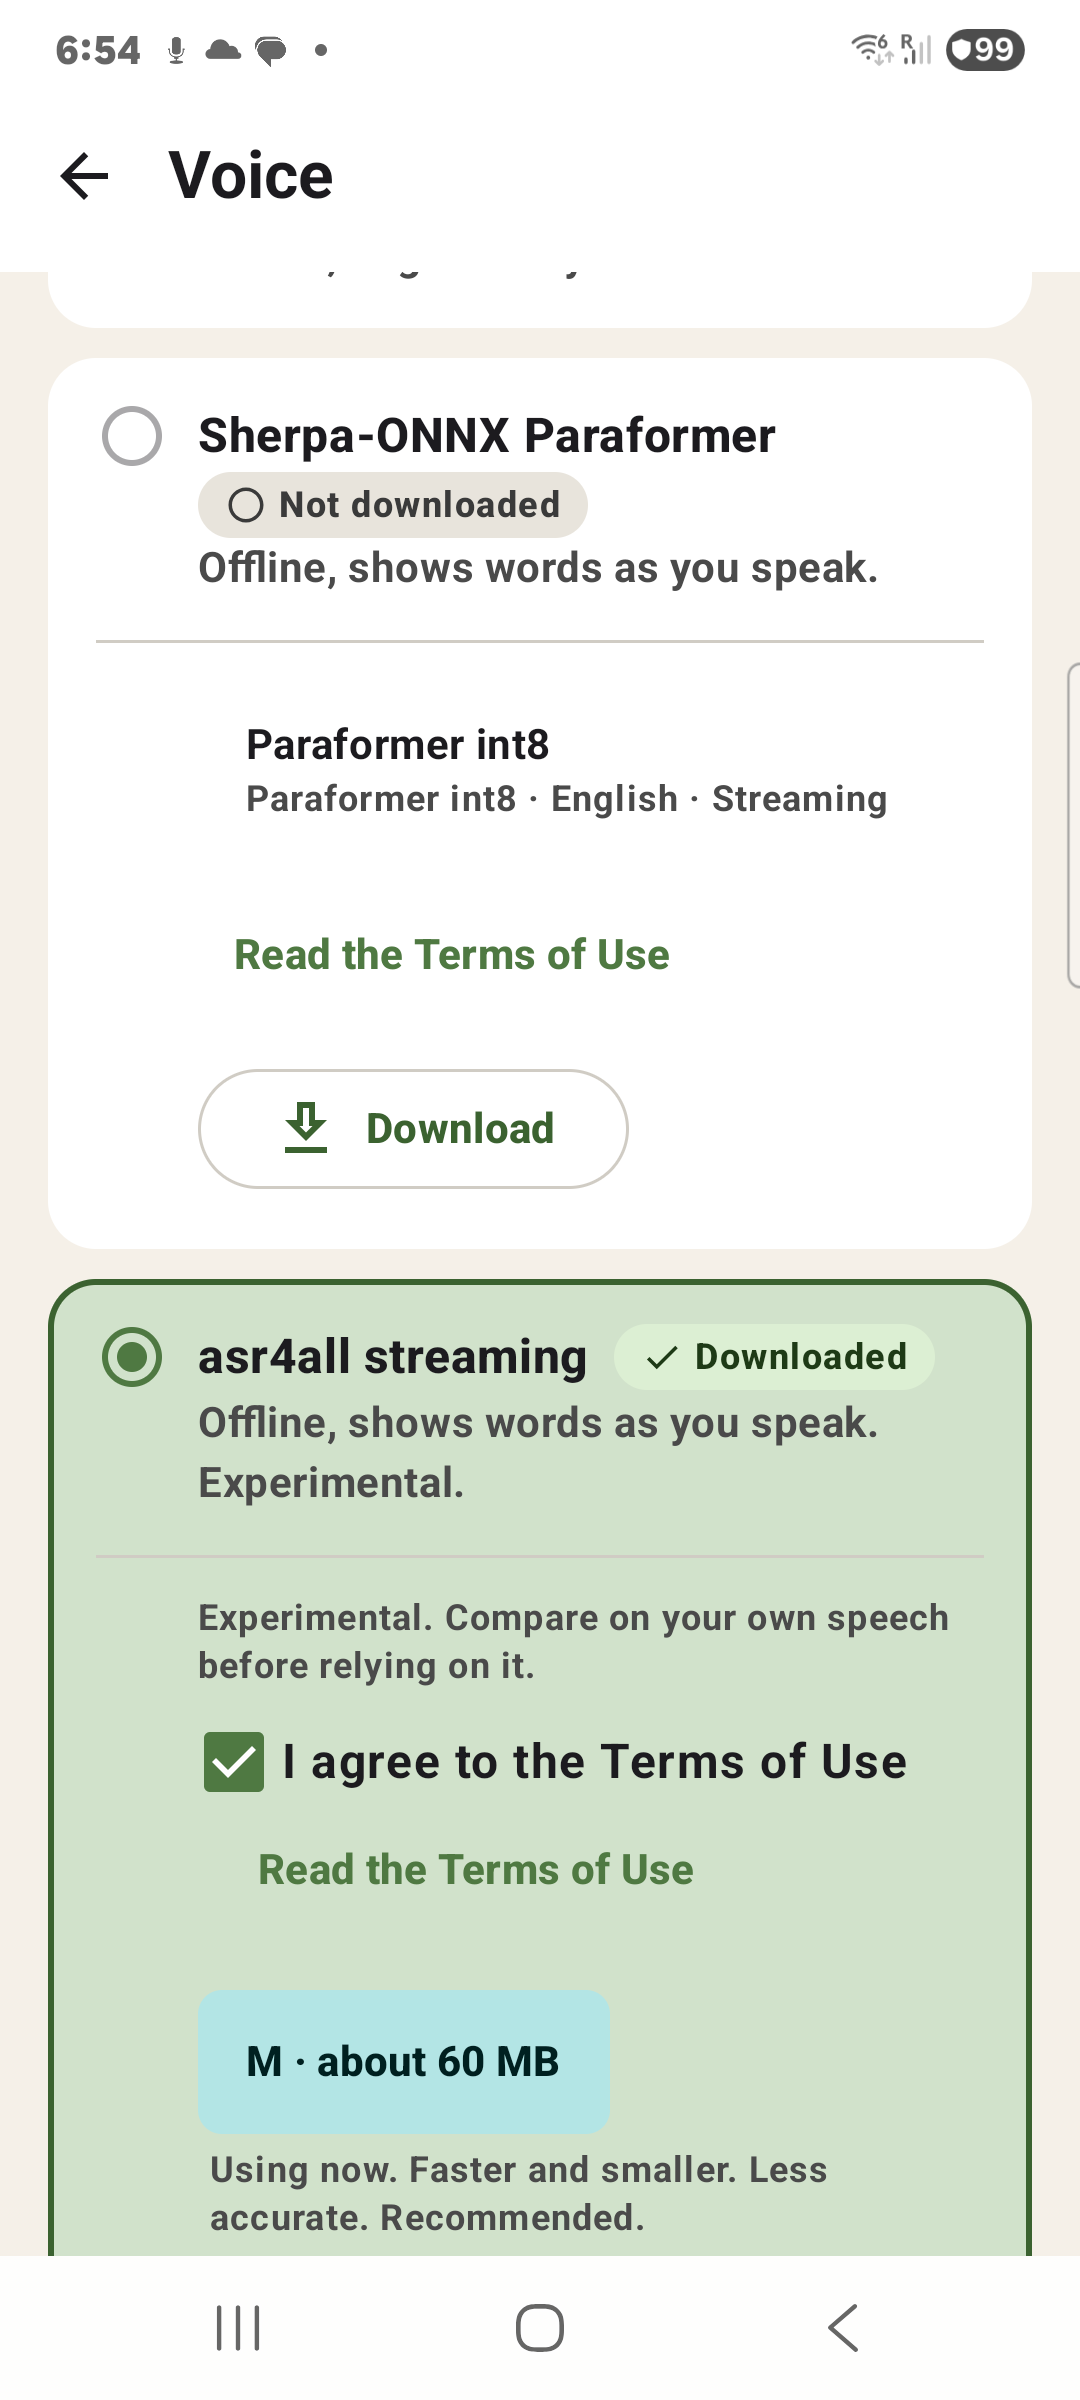 6:54
6
R
99
Voice
Sherpa-ONNX Paraformer
Not downloaded
Offline, shows words as you speak.
Paraformer int8
Paraformer int8 · English · Streaming
Read the Terms of Use
Download
asr4all streaming
Downloaded
Offline, shows words as you speak.
Experimental.
Experimental. Compare on your own speech
before relying on it.
I agree to the Terms of Use
Read the Terms of Use
M · about 60 MB
Using now. Faster and smaller. Less
accurate. Recommended.